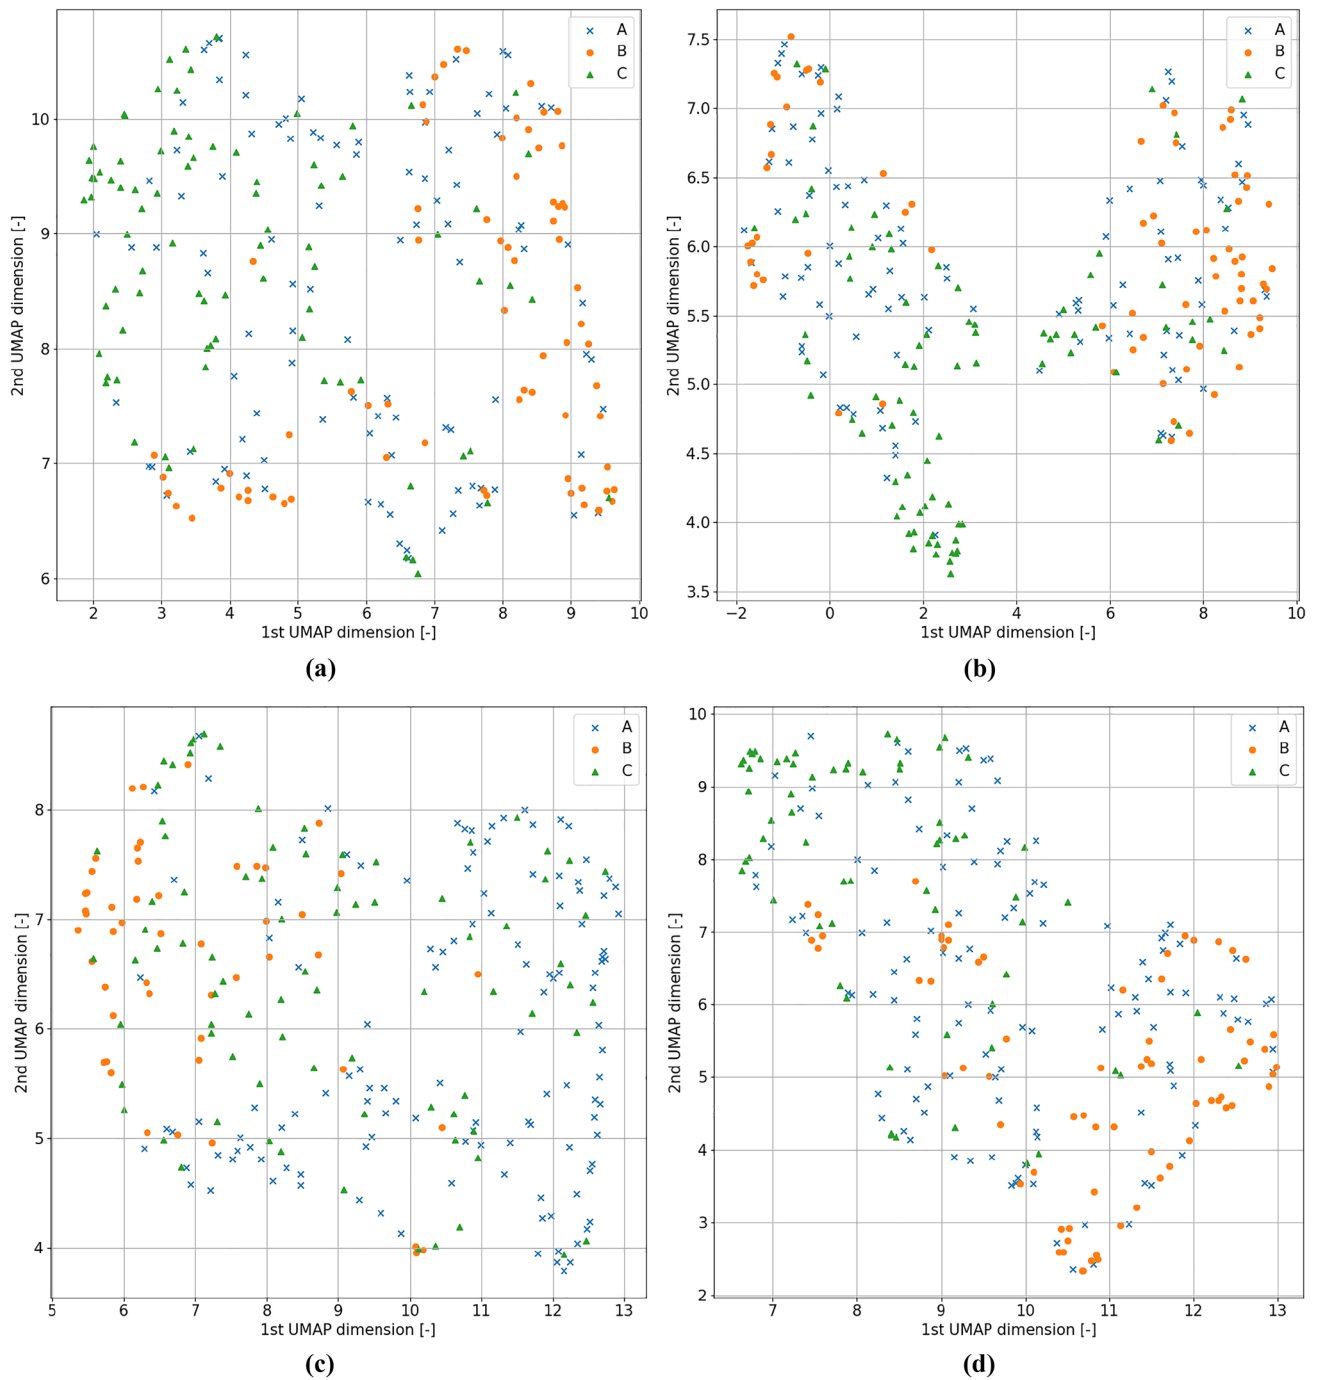 A
B
C
10
9
8
7
6
2 3 4 5 6 7 8 9 10
2nd UMAP dimension [-]
1st UMAP dimension [-]
(a)
A
B
C
7.5
7.0
6.5
6.0
5.5
5.0
4.5
4.0
3.5
−2 0 2 4 6 8 10
2nd UMAP dimension [-]
1st UMAP dimension [-]
(b)
A
B
C
8
7
6
5
4
5 6 7 8 9 10 11 12 13
2nd UMAP dimension [-]
1st UMAP dimension [-]
(c)
A
B
C
10
9
8
7
6
5
4
3
2
7 8 9 10 11 12 13
2nd UMAP dimension [-]
1st UMAP dimension [-]
(d)